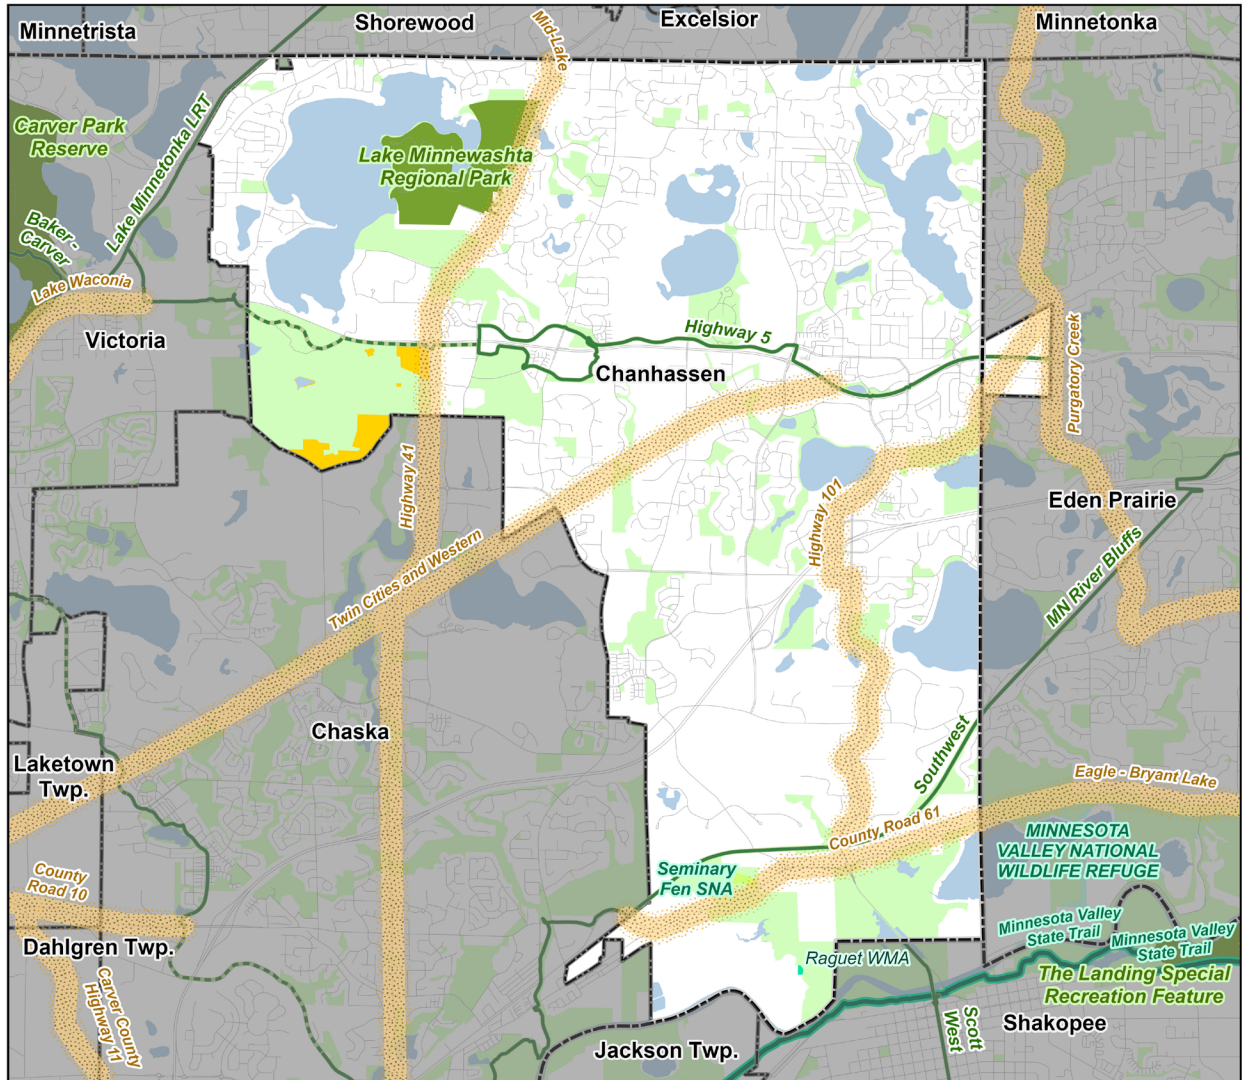 Minnetrista
Shorewood
Excelsior
Minnetonka
Mid-Lake
Carver Park
Reserve
Lake Minnetonka LRT
Lake Minnewashta
Regional Park
Baker -
Carver
Lake Waconia
Victoria
Highway 5
Chanhassen
Purgatory Creek
Highway 41
Highway 101
Eden Prairie
Twin Cities and Western
MN River Bluffs
Chaska
Southwest
Laketown
Twp.
Eagle - Bryant Lake
County Road 61
MINNESOTA
VALLEY NATIONAL
WILDLIFE REFUGE
Seminary
Fen SNA
County
Road 10
Dahlgren Twp.
Minnesota Valley
State Trail
Minnesota Valley
State Trail
Raguet WMA
The Landing Special
Recreation Feature
Carver County
Highway 11
Scott
West
Shakopee
Jackson Twp.